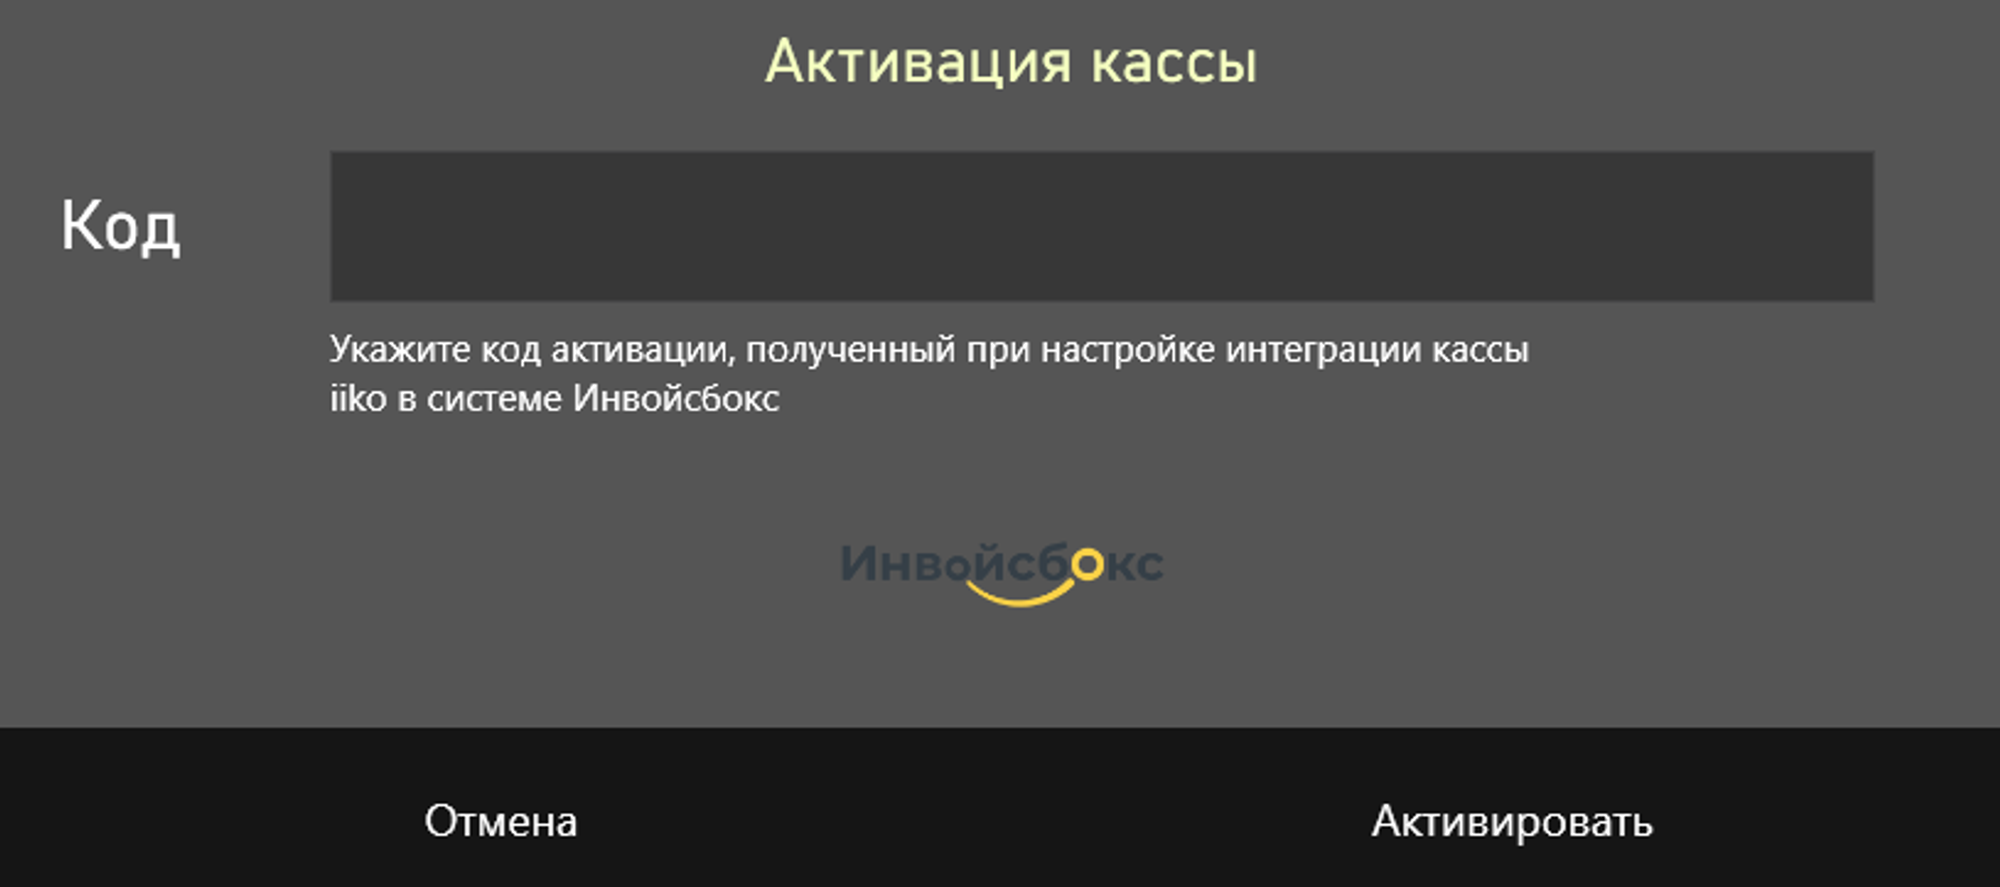 Активация кассы
Код
Укажите код активации, полученный при настройке интеграции кассы
iiko в системе Инвойсбокс
Инвойсбокс
Отмена
Активировать